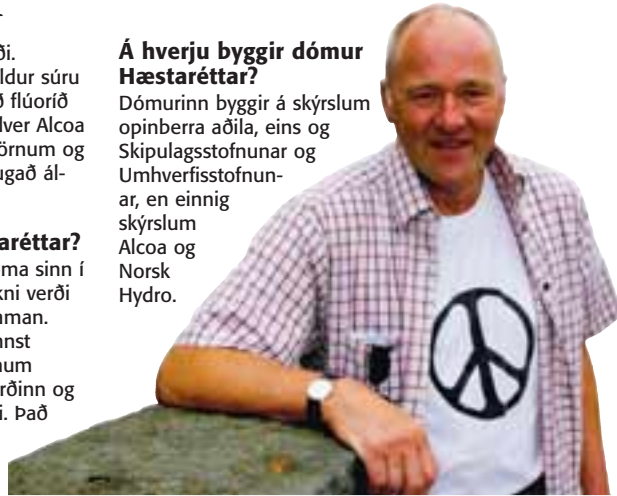 ði.
ldur súru
ð flúoríð
lver Alcoa
örnum og
ugað ál-
aréttar?
ma sinn í
kni verði
man.
nnst
num
rðinn og
i. Það
Á hverju byggir dómur
Hæstaréttar?
Dómurinn byggir á skýrslum
opinberra aðila, eins og
Skipulagsstofnunar og
Umhverfisstofnun-
ar, en einnig
skýrslum
Alcoa og
Norsk
Hydro.